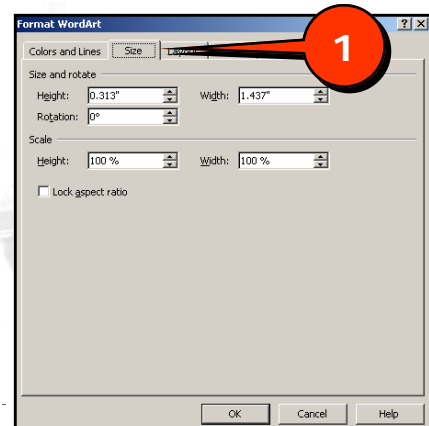 Format WordArt
Colors and Lines Size Layout
1
Size and rotate
Height: 0.313" Width: 1.437"
Rotation: 0°
Scale
Height: 100 % Width: 100 %
Lock aspect ratio
OK Cancel Help